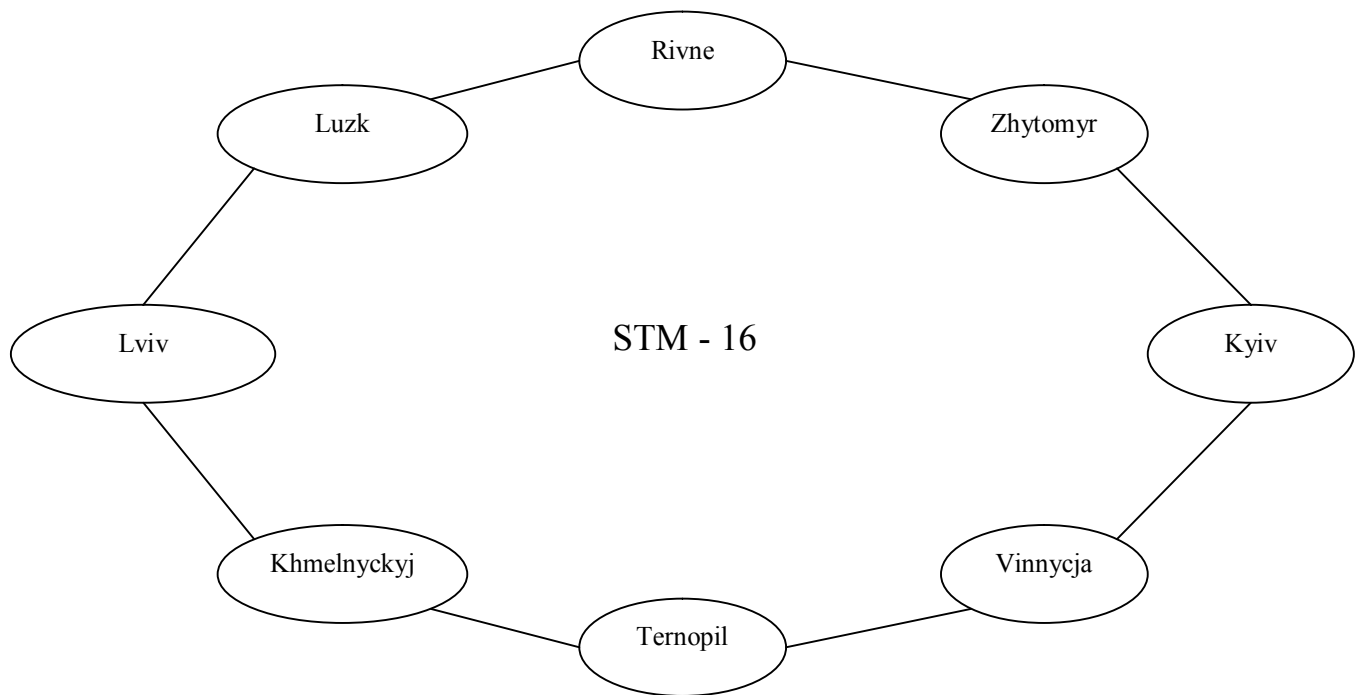 Rivne
Luzk
Zhytomyr
Lviv
STM - 16
Kyiv
Khmelnyckyj
Vinnycja
Ternopil